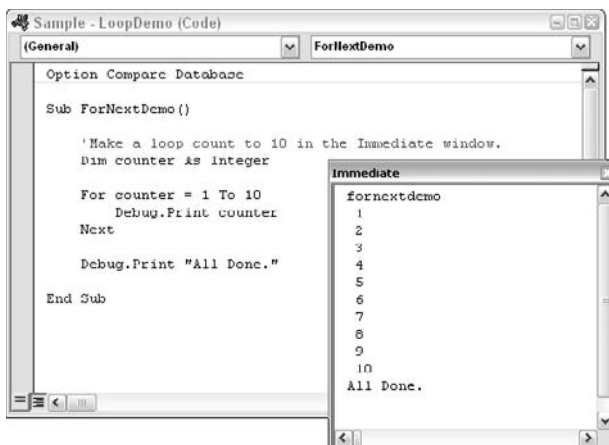 Sample - LoopDemo (Code)
(General)
ForNextDemo
Option Compare Database
Sub ForNextDemo()
'Make a loop count to 10 in the Immediate window.
Dim counter As Integer
For counter = 1 To 10
Debug.Print counter
Next
Debug.Print "All Done."
End Sub
Immediate
fornextdemo
1
2
3
4
5
6
7
8
9
10
All Done.